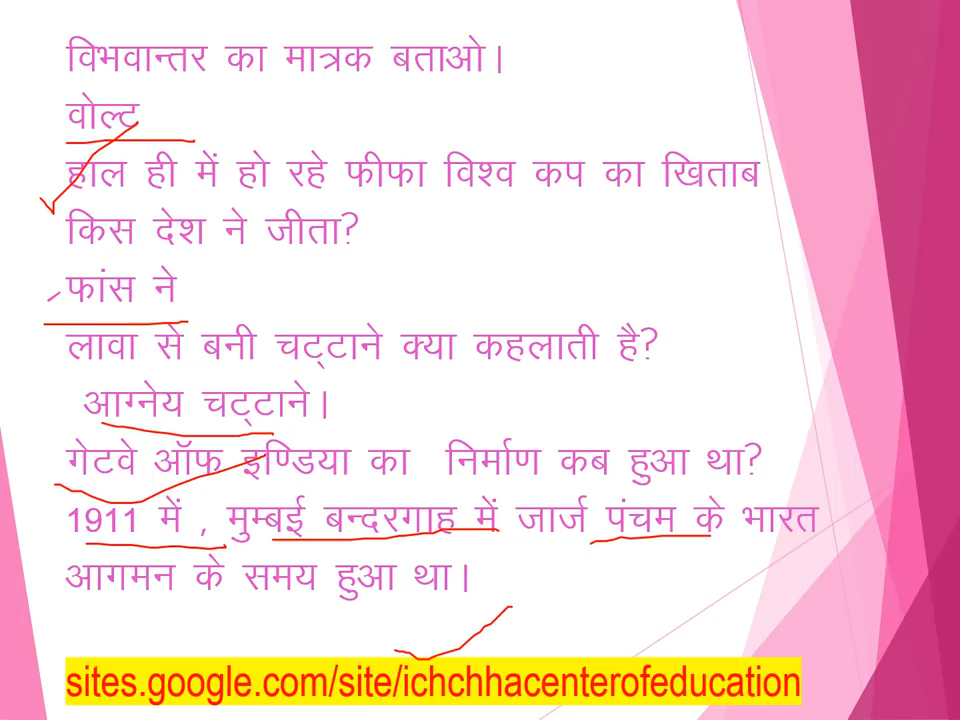 विभवान्तर का मात्रक बताओ।
वोल्ट
हाल ही में हो रहे फीफा विश्व कप का खिताब
किस देश ने जीता?
फांस ने
लावा से बनी चट्टाने क्या कहलाती है?
आग्नेय चट्टाने।
गेटवे ऑफ इण्डिया का निर्माण कब हुआ था?
1911 में , मुम्बई बन्दरगाह में जार्ज पंचम के भारत
आगमन के समय हुआ था।
sites.google.com/site/ichchhacenterofeducation